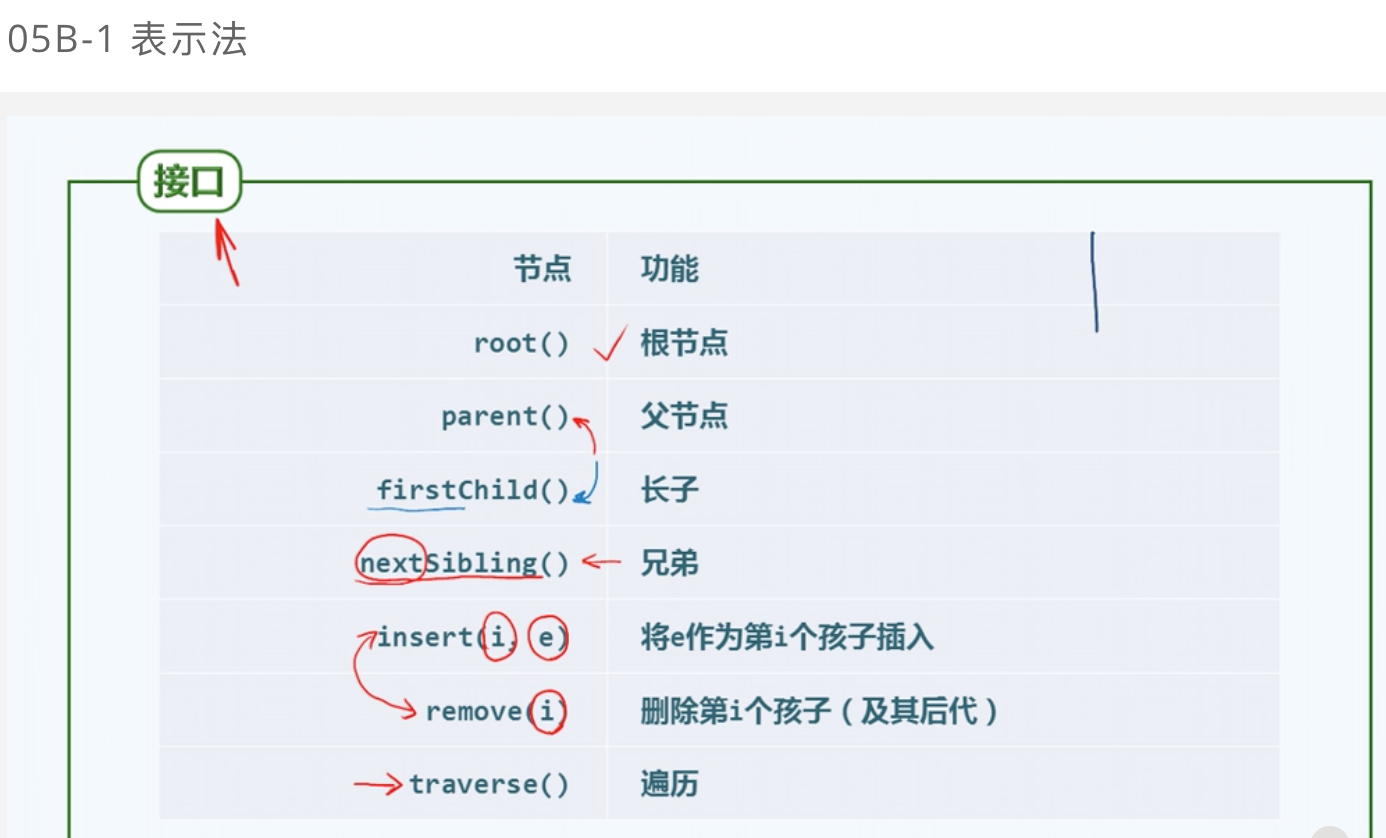 05B-1 表示法
接口
节点 功能
root() 根节点
parent() 父节点
firstChild() 长子
nextSibling() 兄弟
insert(i, e) 将e作为第i个孩子插入
remove(i) 删除第i个孩子（及其后代）
traverse() 遍历